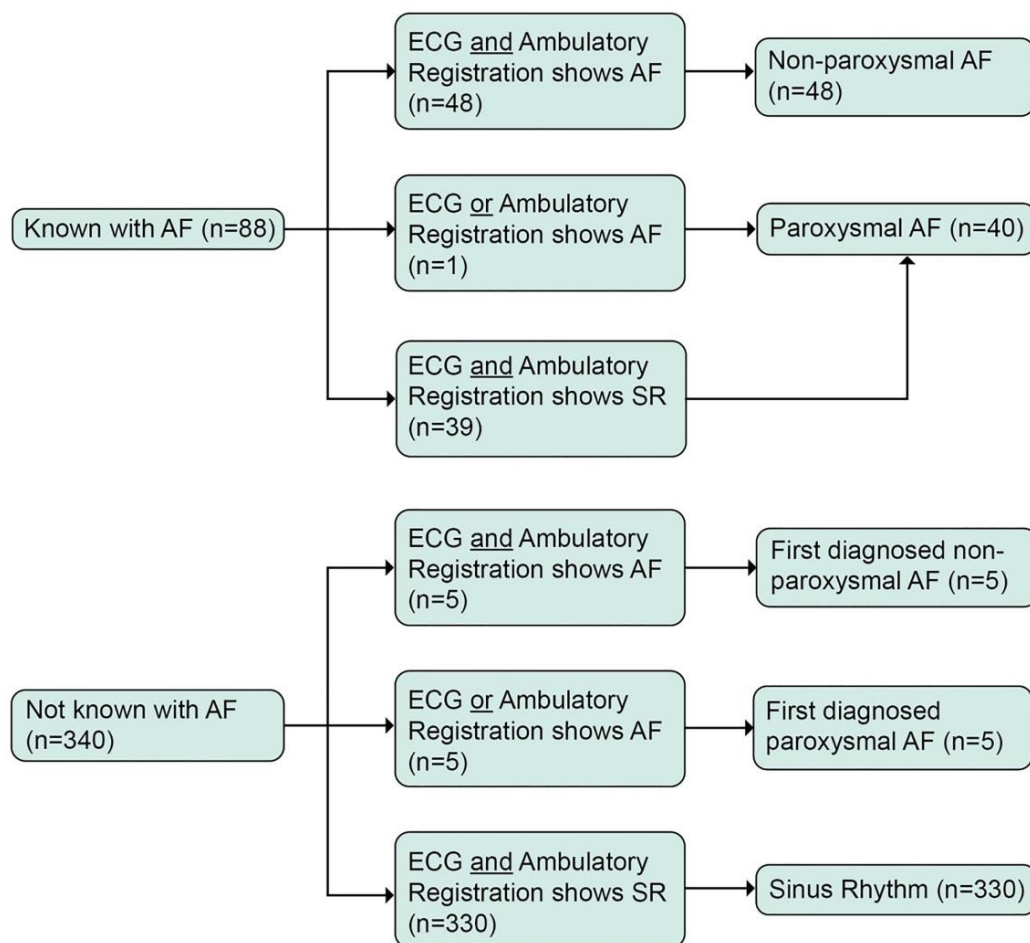 ECG and Ambulatory
Registration shows AF
(n=48)
Non-paroxysmal AF
(n=48)
Known with AF (n=88)
ECG or Ambulatory
Registration shows AF
(n=1)
Paroxysmal AF (n=40)
ECG and Ambulatory
Registration shows SR
(n=39)
ECG and Ambulatory
Registration shows AF
(n=5)
First diagnosed non-
paroxysmal AF (n=5)
Not known with AF
(n=340)
ECG or Ambulatory
Registration shows AF
(n=5)
First diagnosed
paroxysmal AF (n=5)
ECG and Ambulatory
Registration shows SR
(n=330)
Sinus Rhythm (n=330)